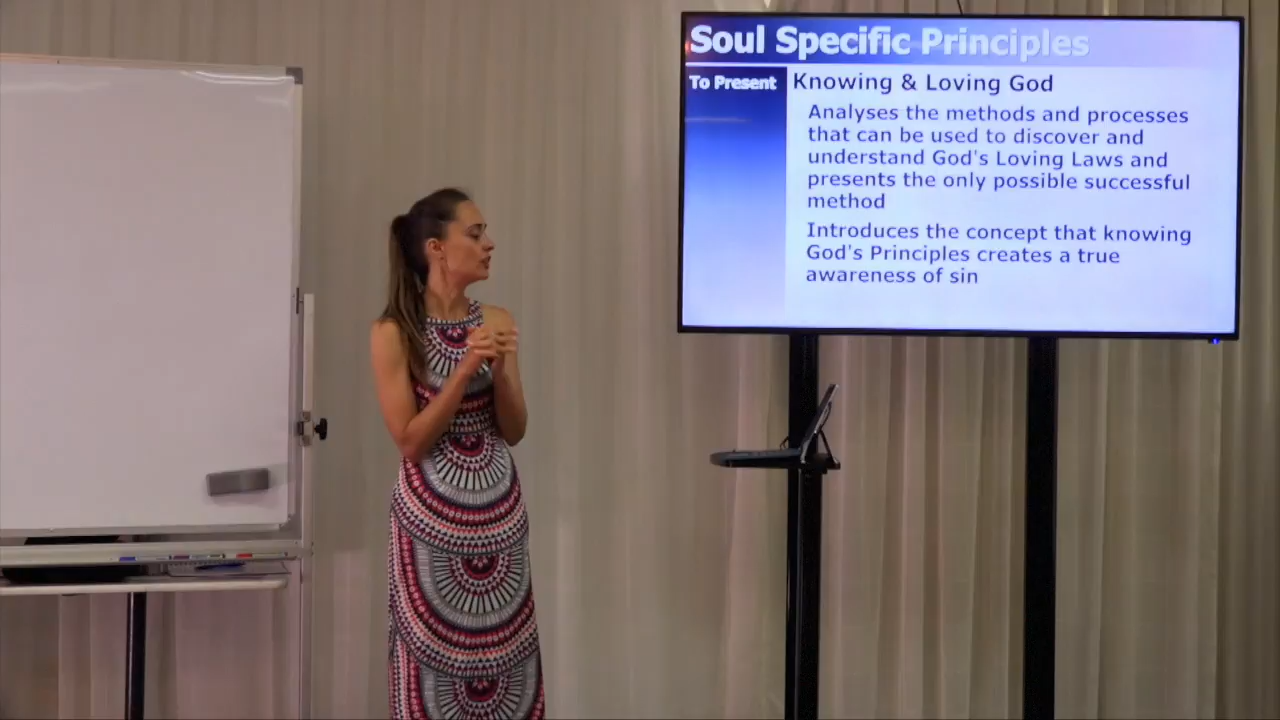 Soul Specific Principles
To Present
Knowing & Loving God
Analyses the methods and processes
that can be used to discover and
understand God's Loving Laws and
presents the only possible successful
method
Introduces the concept that knowing
God's Principles creates a true
awareness of sin